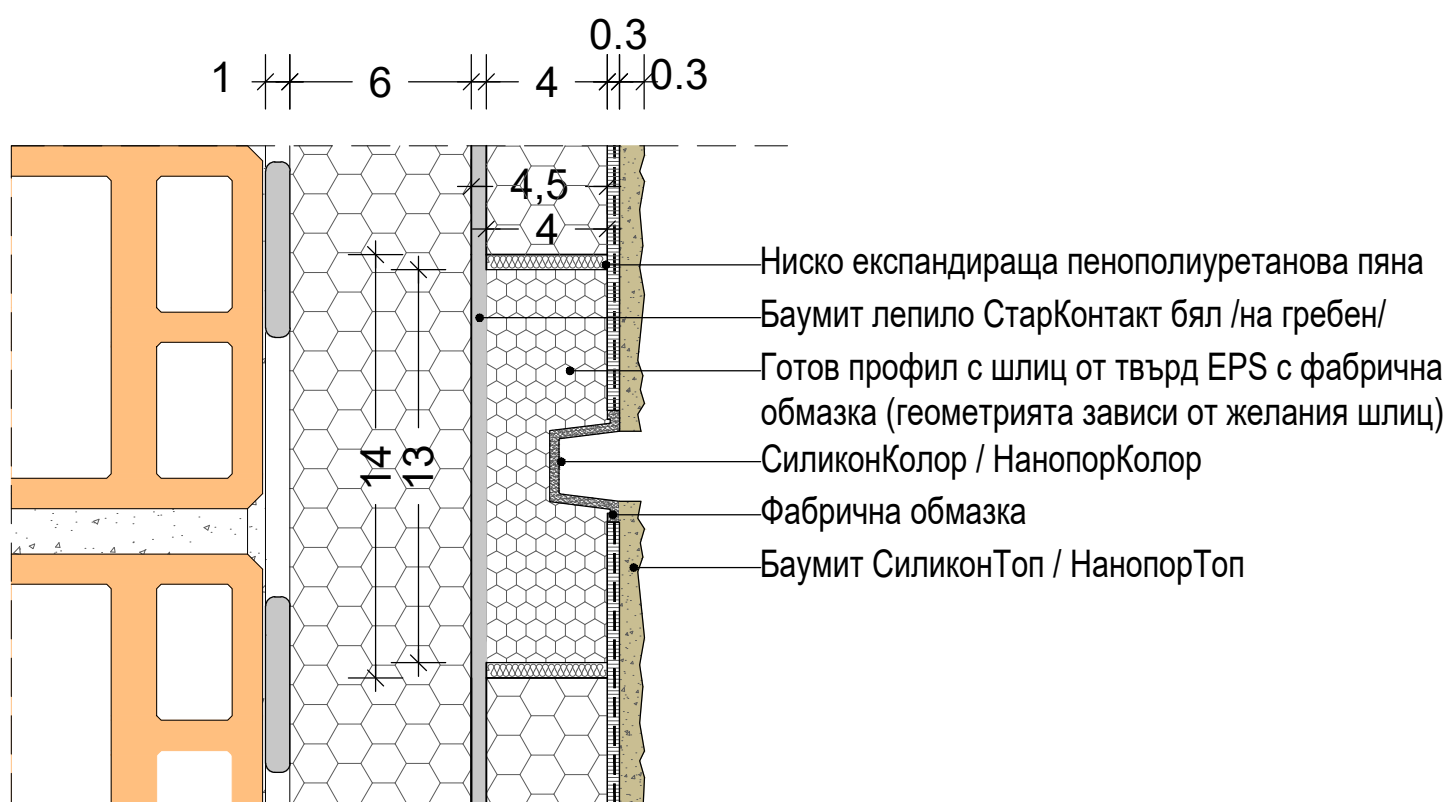 0.3
1 6 4 0.3
4,5
4
14 13
Ниско експандираща пенополиуретанова пяна
Баумит лепило СтарКонтакт бял /на гребен/
Готов профил с шлиц от твърд EPS с фабрична
обмазка (геометрията зависи от желания шлиц)
СиликонКолор / НанопорКолор
Фабрична обмазка
Баумит СиликонТоп / НанопорТоп